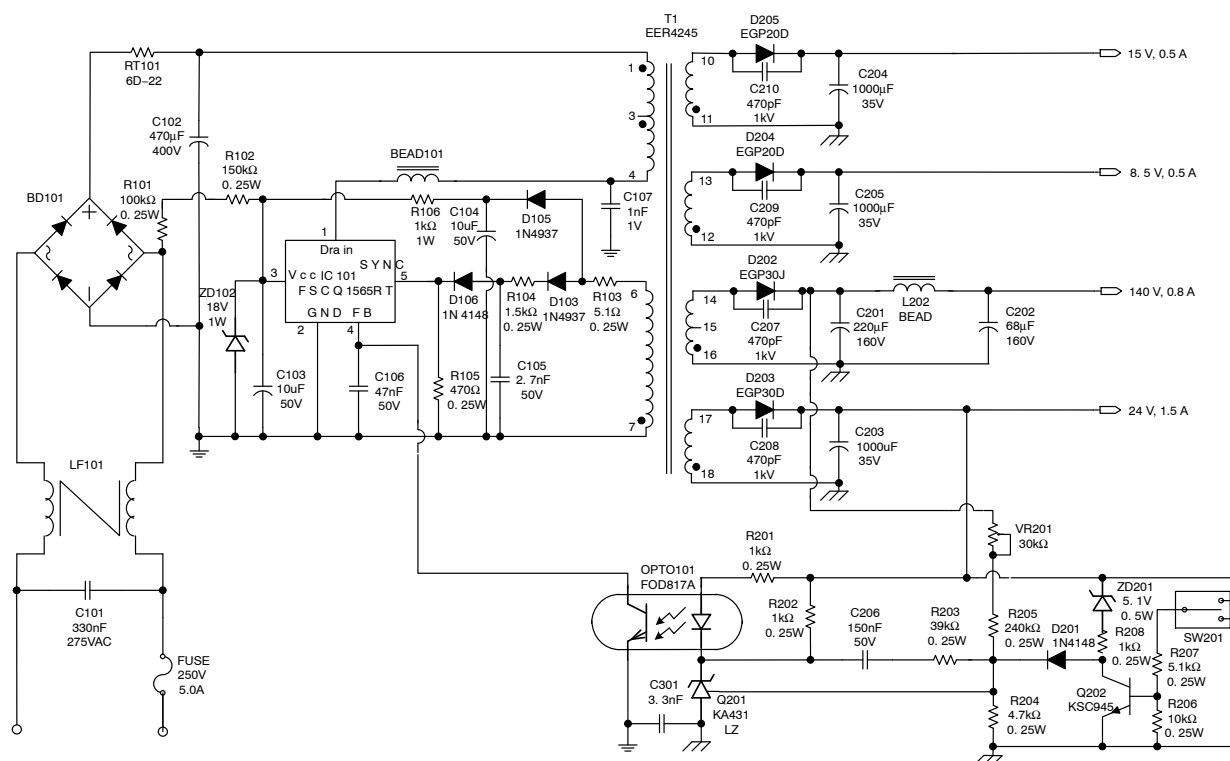 T1
EER4245
D205
EGP20D
RT101
6D-22
1
3
4
10
11
C210
470pF
1kV
C204
1000μF
35V
15 V, 0.5 A
C102
470μF
400V
D204
EGP20D
13
12
C209
470pF
1kV
C205
1000μF
35V
8. 5 V, 0.5 A
BD101
R101
100kΩ
0. 25W
R102
150kΩ
0. 25W
BEAD101
R106
1kΩ
1W
C104
10uF
50V
D105
1N4937
C107
1nF
1V
1
Dra in
SYNC
Vcc IC 101
FSCQ 1565R T
GND FB
3
5
2
4
ZD102
18V
1W
D106
1N 4148
R104
1.5kΩ
0. 25W
D103
1N4937
R103
5.1Ω
0. 25W
6
7
D202
EGP30J
14
15
16
C207
470pF
1kV
C201
220μF
160V
L202
BEAD
C202
68μF
160V
140 V, 0.8 A
C103
10uF
50V
C106
47nF
50V
R105
470Ω
0. 25W
C105
2. 7nF
50V
D203
EGP30D
17
18
C208
470pF
1kV
C203
1000uF
35V
24 V, 1.5 A
LF101
C101
330nF
275VAC
FUSE
250V
5.0A
OPTO101
FOD817A
R201
1kΩ
0. 25W
VR201
30kΩ
R202
1kΩ
0. 25W
C206
150nF
50V
R203
39kΩ
0. 25W
R205
240kΩ
0. 25W
D201
1N4148
ZD201
5. 1V
0. 5W
R208
1kΩ
0. 25W
SW201
R207
5.1kΩ
0. 25W
C301
3. 3nF
Q201
KA431
LZ
R204
4.7kΩ
0. 25W
Q202
KSC945
R206
10kΩ
0. 25W